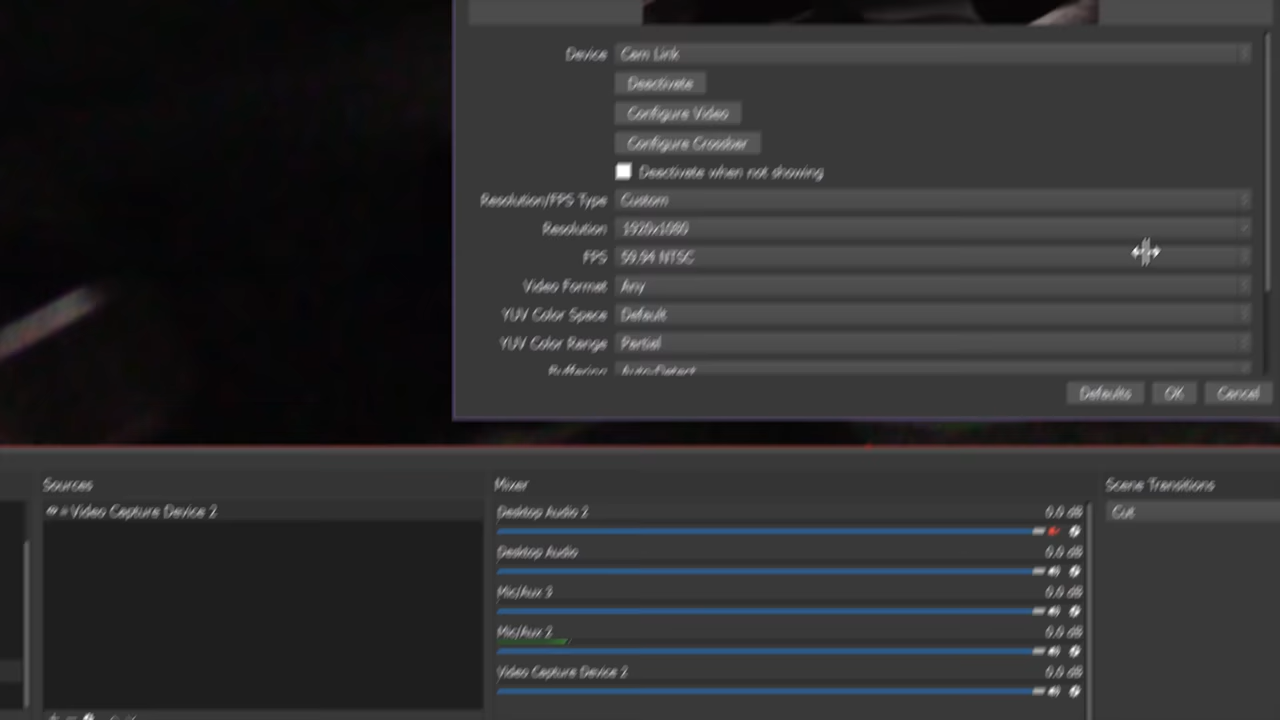 Device Cam Link
Deactivate
Configure Video
Configure Crossbar
Deactivate when not showing
Resolution/FPS Type Custom
Resolution 1920x1080
FPS 59.94 NTSC
Video Format Any
YUV Color Space Default
YUV Color Range Partial
Buffering Auto-Detect
Defaults OK Cancel
Sources
Video Capture Device 2
Mixer
Desktop Audio 2 0.0 dB
Desktop Audio 0.0 dB
Mic/Aux 3 0.0 dB
Mic/Aux 2 0.0 dB
Video Capture Device 2 0.0 dB
Scene Transitions
Cut